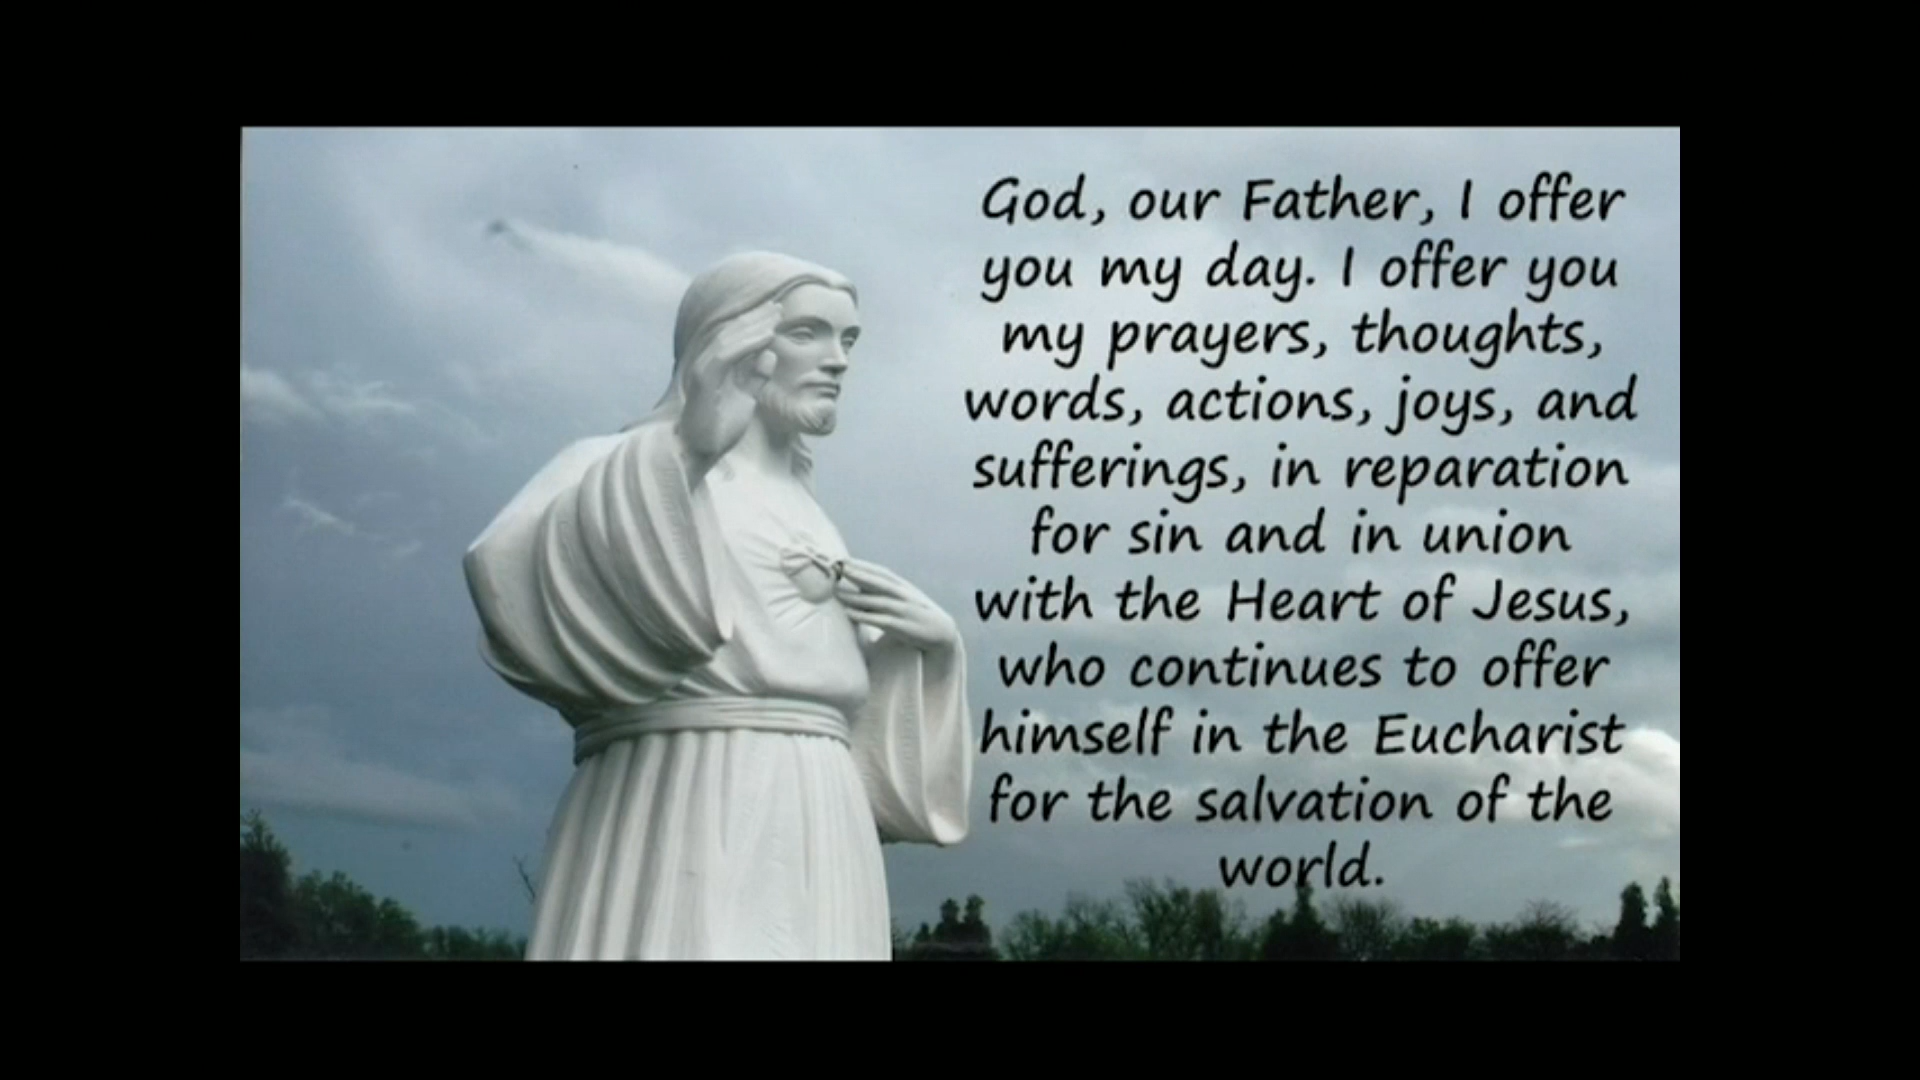 God, our Father, I offer
you my day. I offer you
my prayers, thoughts,
words, actions, joys, and
sufferings, in reparation
for sin and in union
with the Heart of Jesus,
who continues to offer
himself in the Eucharist
for the salvation of the
world.